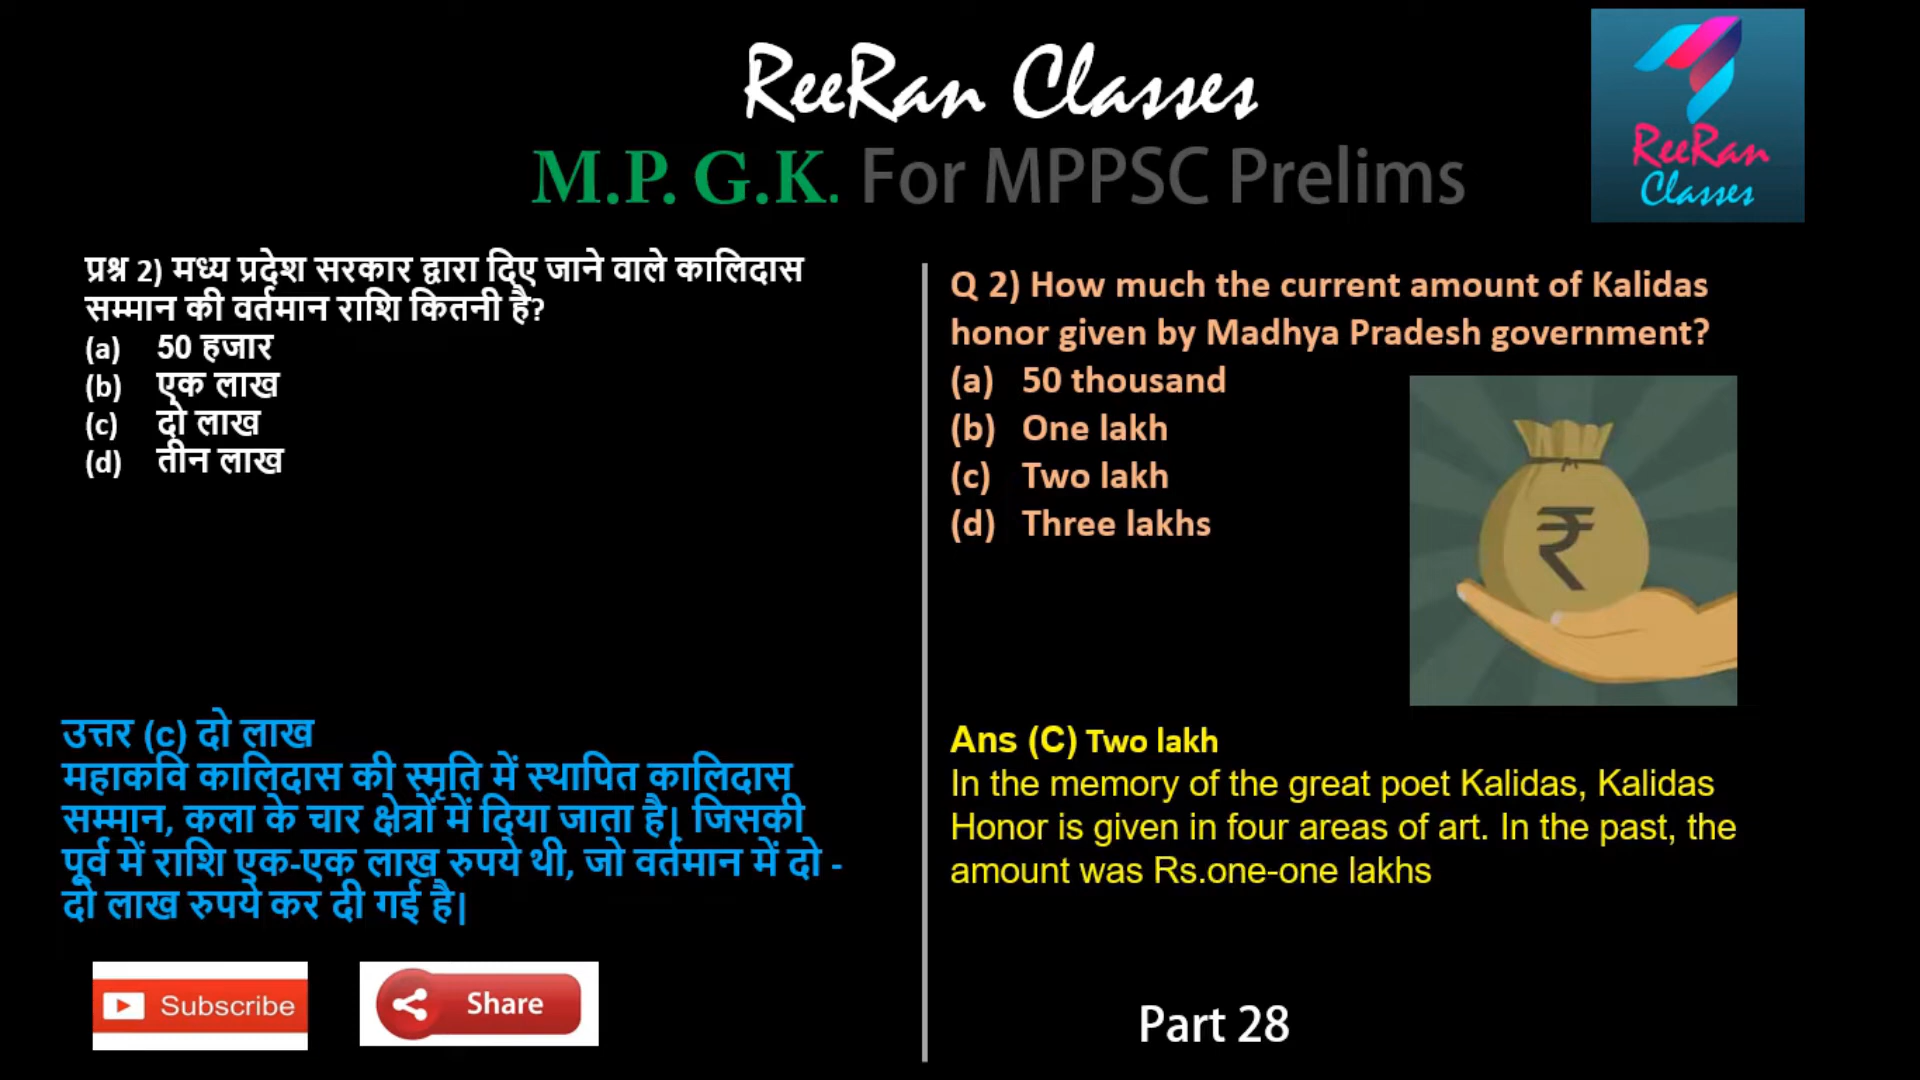 ReeRan Classes
M.P. G.K. For MPPSC Prelims
ReeRan
Classes
प्रश्न 2) मध्य प्रदेश सरकार द्वारा दिए जाने वाले कालिदास
सम्मान की वर्तमान राशि कितनी है?
(a) 50 हजार
(b) एक लाख
(c) दो लाख
(d) तीन लाख
उत्तर (c) दो लाख
महाकवि कालिदास की स्मृति में स्थापित कालिदास
सम्मान, कला के चार क्षेत्रों में दिया जाता है| जिसकी
पूर्व में राशि एक-एक लाख रुपये थी, जो वर्तमान में दो -
दो लाख रुपये कर दी गई है|
Subscribe
Share
Q 2) How much the current amount of Kalidas
honor given by Madhya Pradesh government?
(a) 50 thousand
(b) One lakh
(c) Two lakh
(d) Three lakhs
₹
Ans (C) Two lakh
In the memory of the great poet Kalidas, Kalidas
Honor is given in four areas of art. In the past, the
amount was Rs.one-one lakhs
Part 28